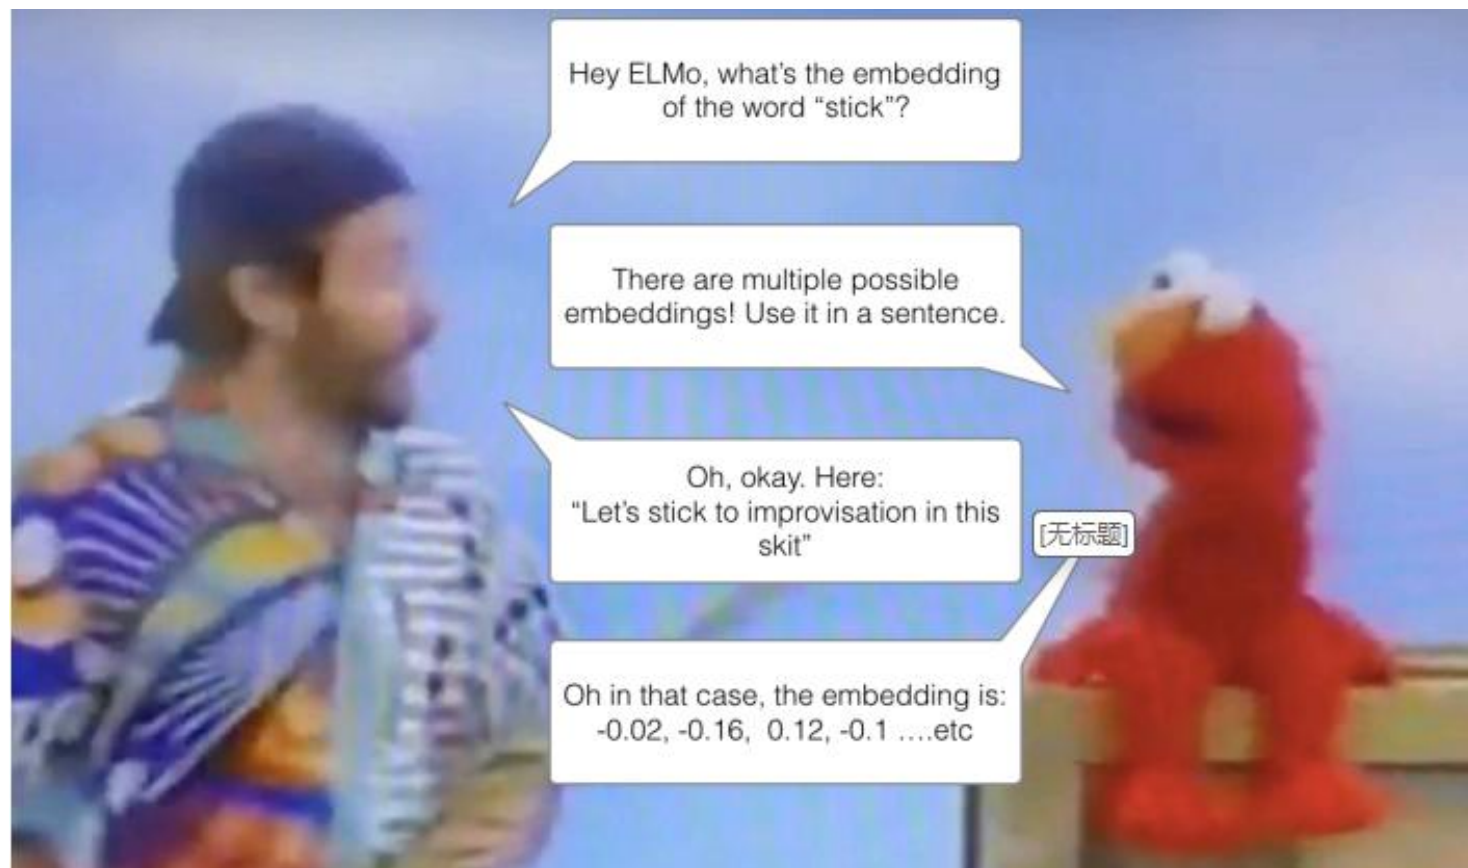 Hey ELMo, what's the embedding
of the word “stick”?
There are multiple possible
embeddings! Use it in a sentence.
Oh, okay. Here:
“Let's stick to improvisation in this
skit”
[无标题]
Oh in that case, the embedding is:
-0.02, -0.16, 0.12, -0.1 ….etc